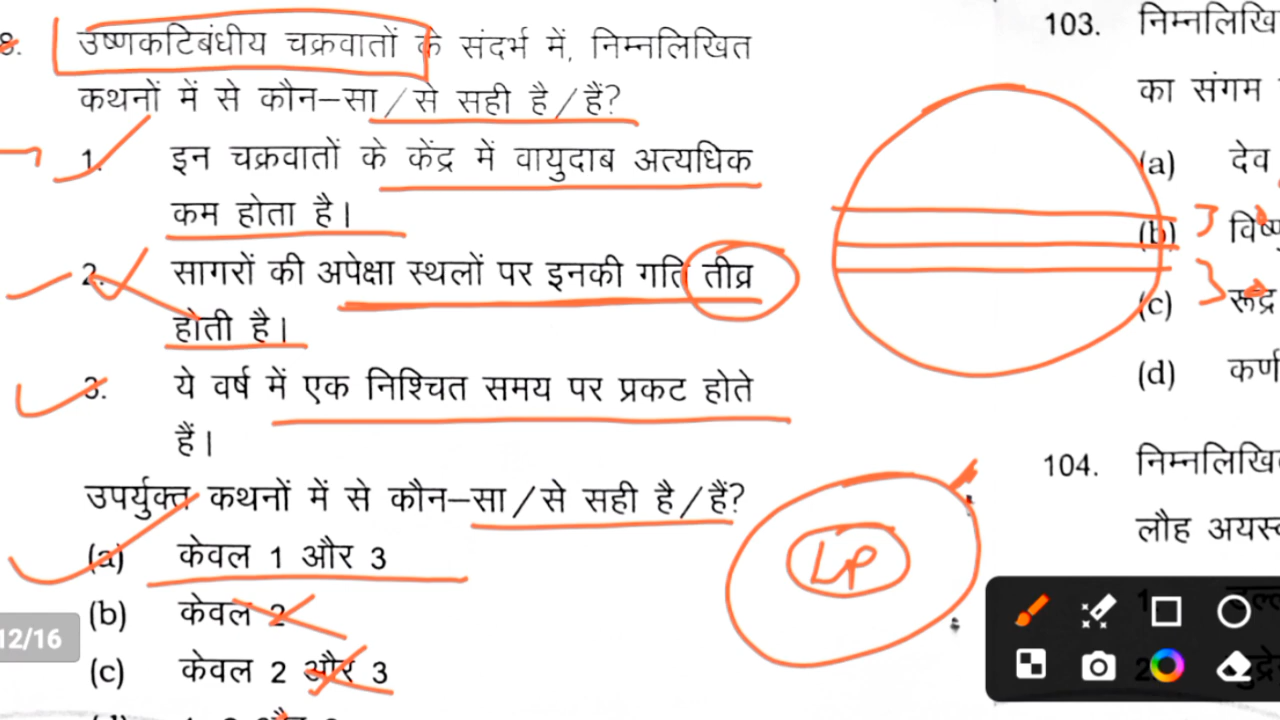 8. उष्णकटिबंधीय चक्रवातों के संदर्भ में, निम्नलिखित
कथनों में से कौन–सा/से सही है/हैं?
1. इन चक्रवातों के केंद्र में वायुदाब अत्यधिक
कम होता है।
2. सागरों की अपेक्षा स्थलों पर इनकी गति तीव्र
होती है।
3. ये वर्ष में एक निश्चित समय पर प्रकट होते
हैं।
उपर्युक्त कथनों में से कौन–सा/से सही है/हैं?
(a) केवल 1 और 3
(b) केवल 2
(c) केवल 2 और 3
12/16
LP
103. निम्नलिखि
का संगम
(a) देव
(b) विष्णु
(c) रूद्र
(d) कर्ण
104. निम्नलिखि
लौह अयस्